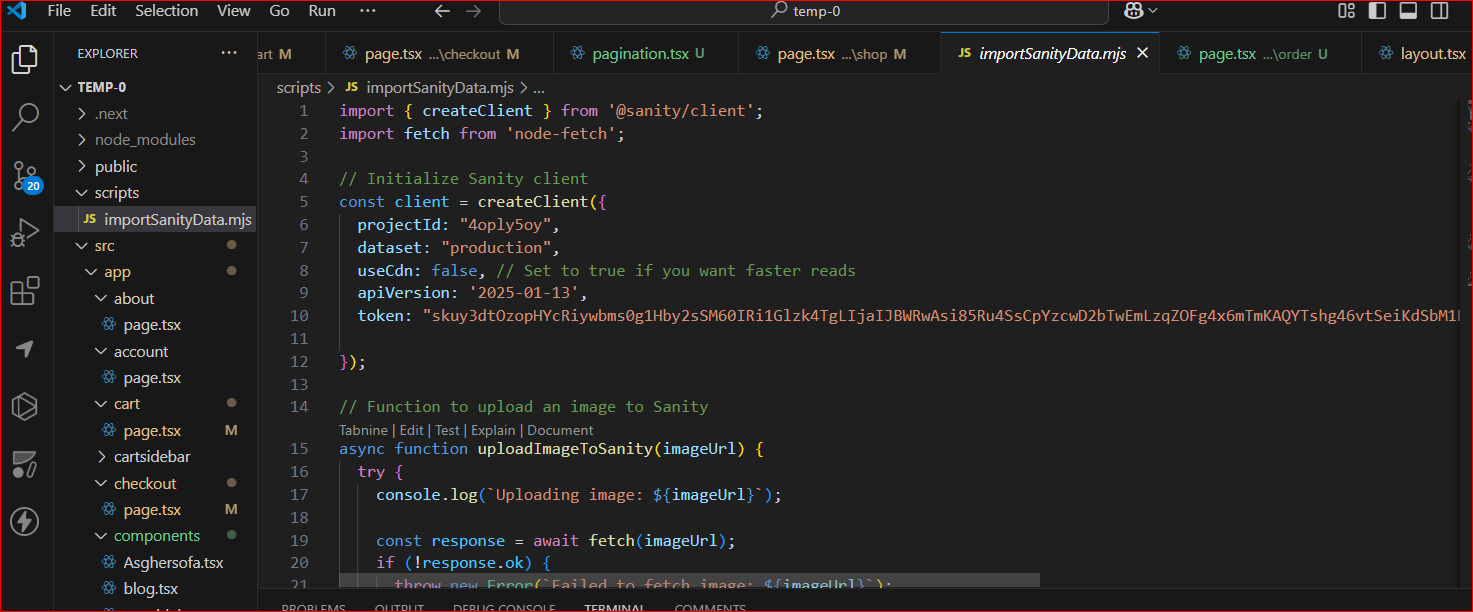 File Edit Selection View Go Run ··· temp-0
EXPLORER ···
TEMP-0
.next
node_modules
public
scripts
JS importSanityData.mjs
src
app
about
page.tsx
account
page.tsx
cart
page.tsx M
cartsidebar
checkout
page.tsx M
components
Asghersofa.tsx
blog.tsx
20
art M page.tsx ...\checkout M pagination.tsx U page.tsx ...\shop M JS importSanityData.mjs page.tsx ...\order U layout.tsx
scripts > JS importSanityData.mjs > ...
1 import { createClient } from '@sanity/client';
2 import fetch from 'node-fetch';
3
4 // Initialize Sanity client
5 const client = createClient({
6 projectId: "4oply5oy",
7 dataset: "production",
8 useCdn: false, // Set to true if you want faster reads
9 apiVersion: '2025-01-13',
10 token: "skuy3dtOzopHYcRiywbms0g1Hby2sSM60IRi1Glzk4TgLIjaIJBWRwAsi85Ru4SsCpYzcwD2bTwEmLzqZOFg4x6mTmKAQYTshg46vtSeiKdSbM1
11
12 });
13
14 // Function to upload an image to Sanity
Tabnine | Edit | Test | Explain | Document
15 async function uploadImageToSanity(imageUrl) {
16 try {
17 console.log(`Uploading image: ${imageUrl}`);
18
19 const response = await fetch(imageUrl);
20 if (!response.ok) {
21 throw new Error(`Failed to fetch image: ${imageUrl}`);
PROBLEMS OUTPUT DEBUG CONSOLE TERMINAL COMMENTS